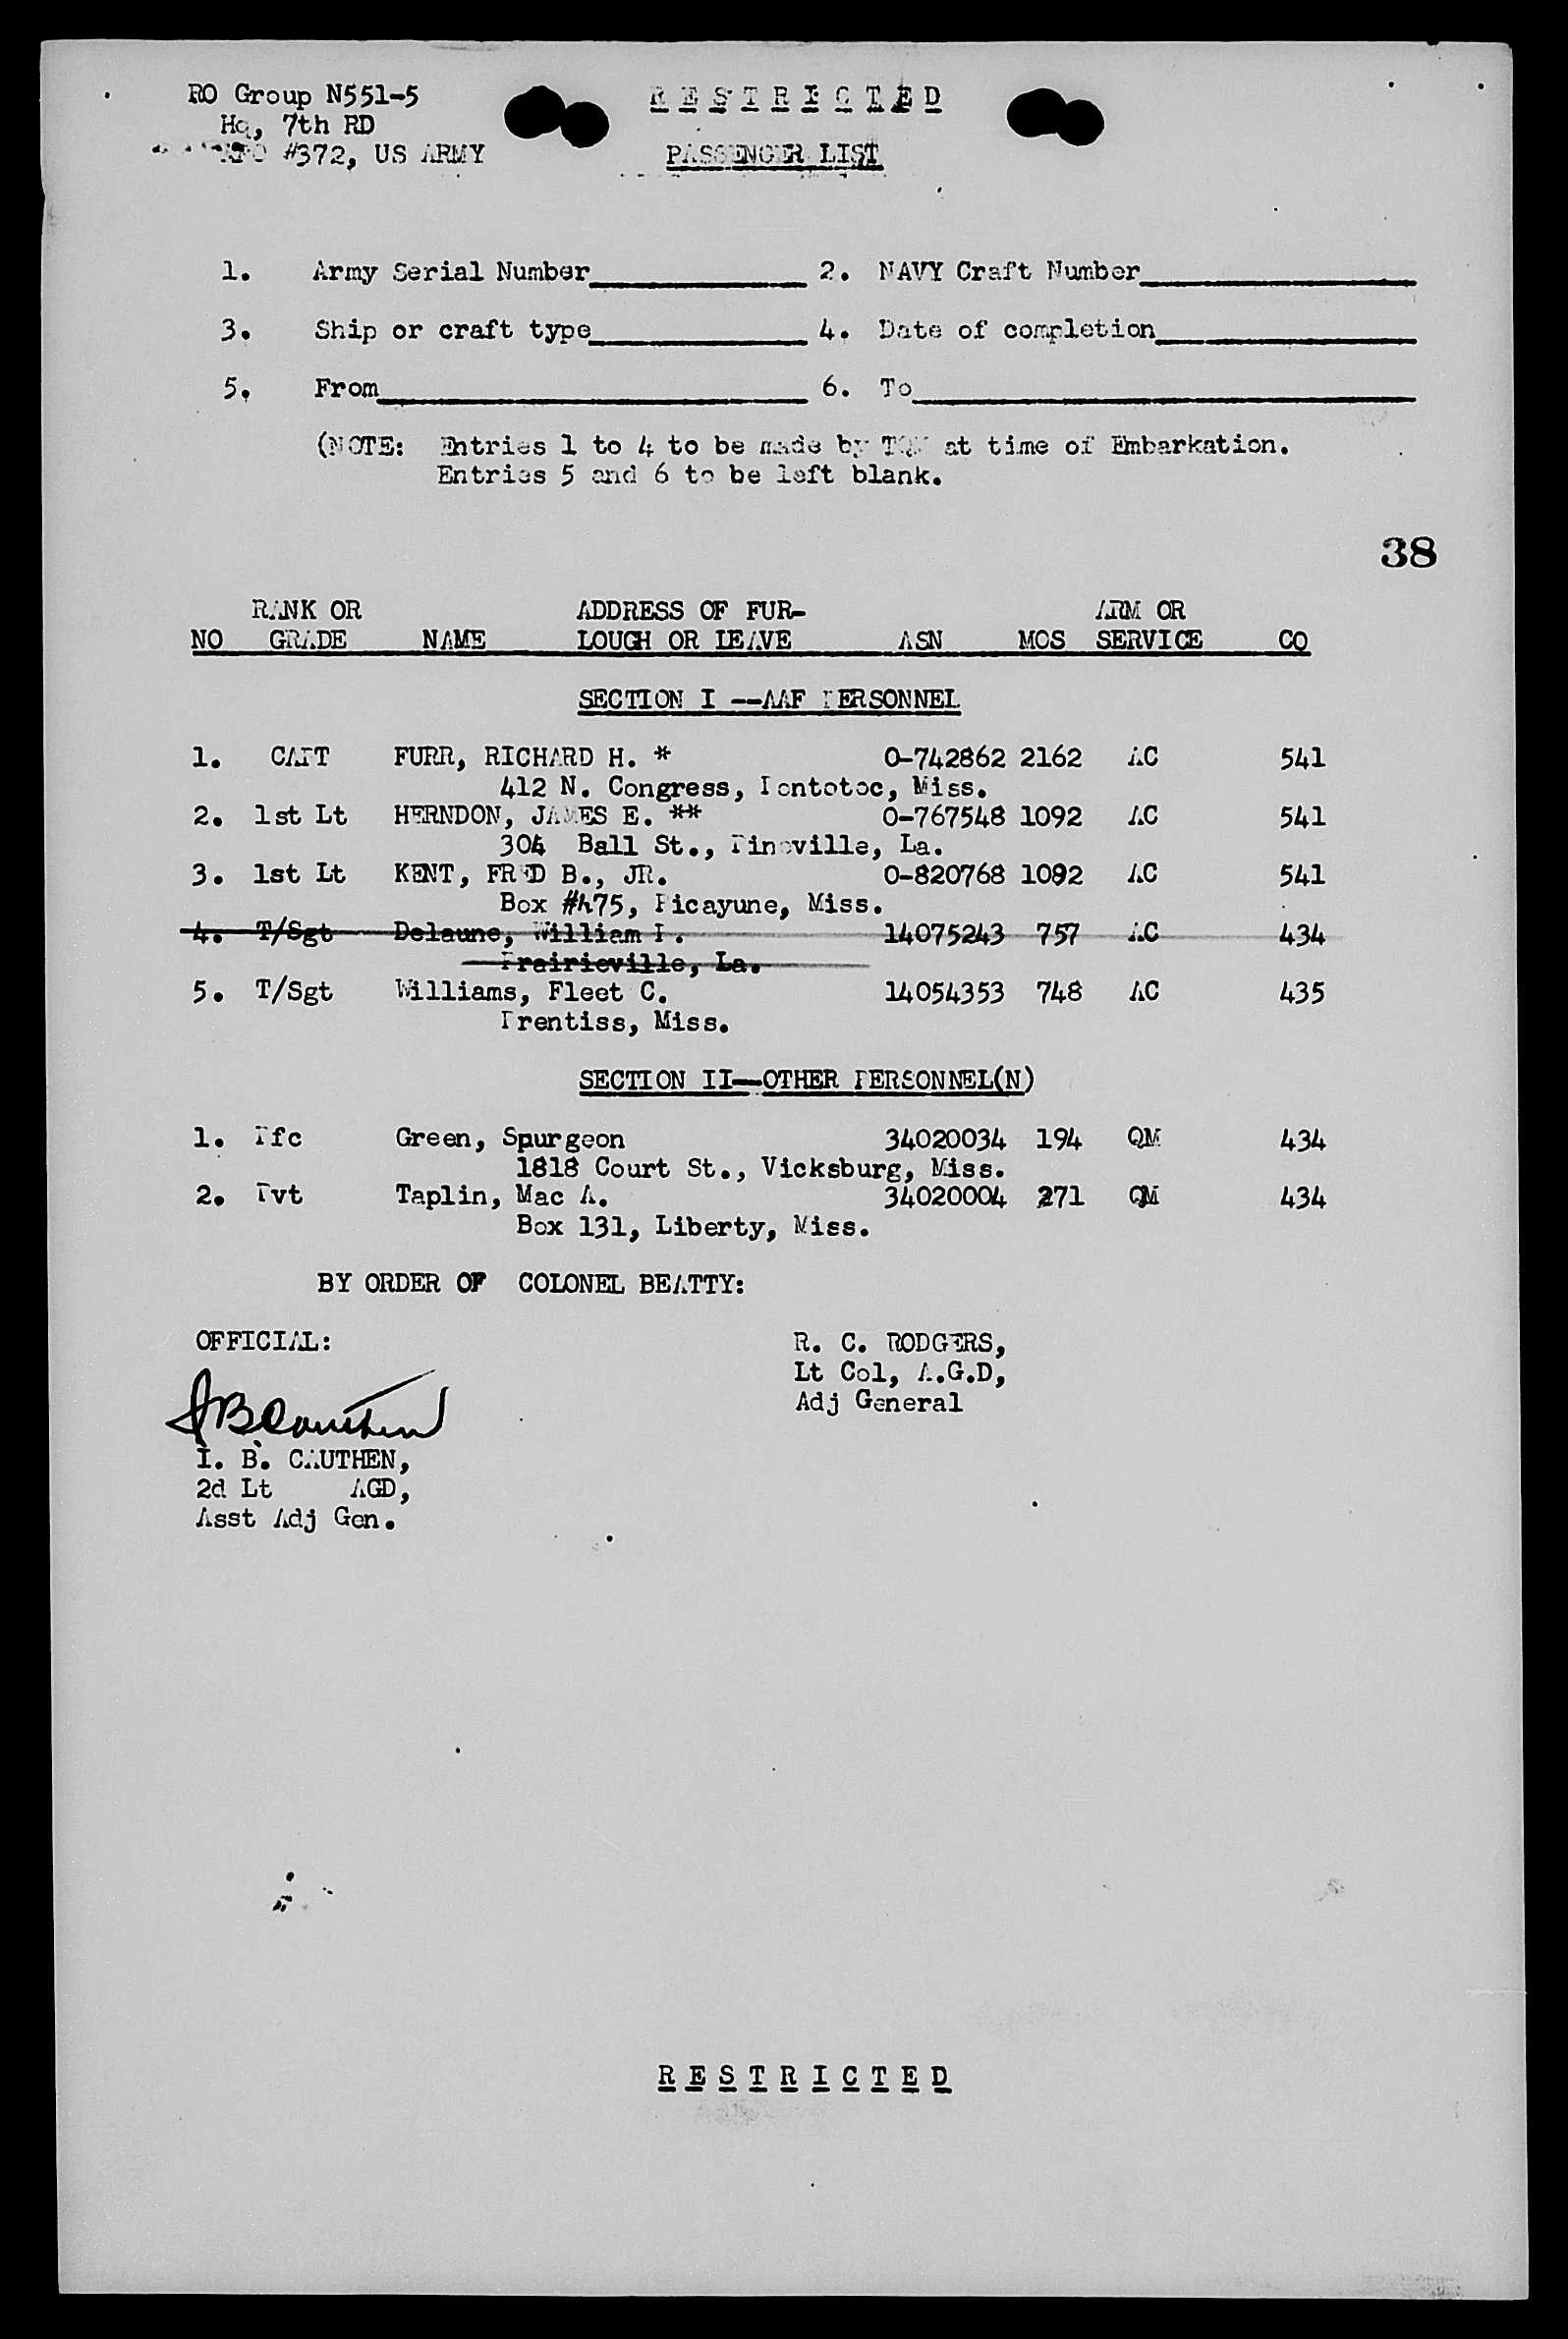 RO Group N551-5
RESTRICTED
Hq, 7th RD
#372, US ARMY
PASSENGER LIST
1. Army Serial Number 2. NAVY Craft Number
3. Ship or craft type 4. Date of completion
5. From 6. To
(NOTE: Entries 1 to 4 to be made by at time of Embarkation.
Entries 5 and 6 to be left blank.
38
RANK OR ADDRESS OF FUR- ARM OR
NO GRADE NAME LOUGH OR LEAVE ASN MOS SERVICE CO
SECTION I --AAF PERSONNEL
1. CAPT FURR, RICHARD H. * 0-742862 2162 AC 541
412 N. Congress, Pontotoc, Miss.
2. 1st Lt HERNDON, JAMES E. ** 0-767548 1092 AC 541
304 Ball St., Pineville, La.
3. 1st Lt KENT, FRED B., JR. 0-820768 1092 AC 541
Box #475, Picayune, Miss.
4. T/Sgt Delaune, William P. 14075243 757 AC 434
Prairieville, La.
5. T/Sgt Williams, Fleet C. 14054353 748 AC 435
Prentiss, Miss.
SECTION II--OTHER PERSONNEL(N)
1. Pfc Green, Spurgeon 34020034 194 QM 434
1818 Court St., Vicksburg, Miss.
2. Pvt Taplin, Mac A. 34020004 271 QM 434
Box 131, Liberty, Miss.
BY ORDER OF COLONEL BEATTY:
OFFICIAL: R. C. RODGERS,
Lt Col, A.G.D,
Adj General
I B Cauthen
I. B. CAUTHEN,
2d Lt AGD,
Asst Adj Gen.
RESTRICTED